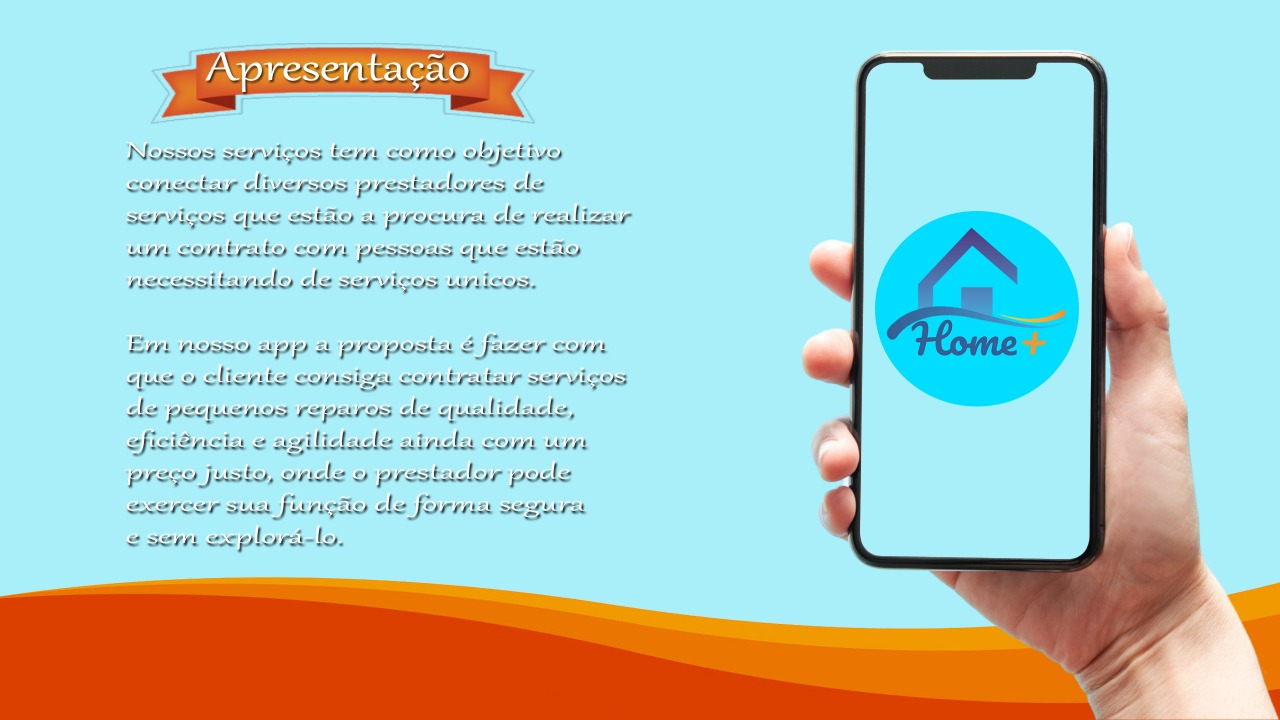 Apresentação
Nossos serviços tem como objetivo
conectar diversos prestadores de
serviços que estão a procura de realizar
um contrato com pessoas que estão
necessitando de serviços unicos.
Em nosso app a proposta é fazer com
que o cliente consiga contratar serviços
de pequenos reparos de qualidade,
eficiência e agilidade ainda com um
preço justo, onde o prestador pode
exercer sua função de forma segura
e sem explorá-lo.
Home+